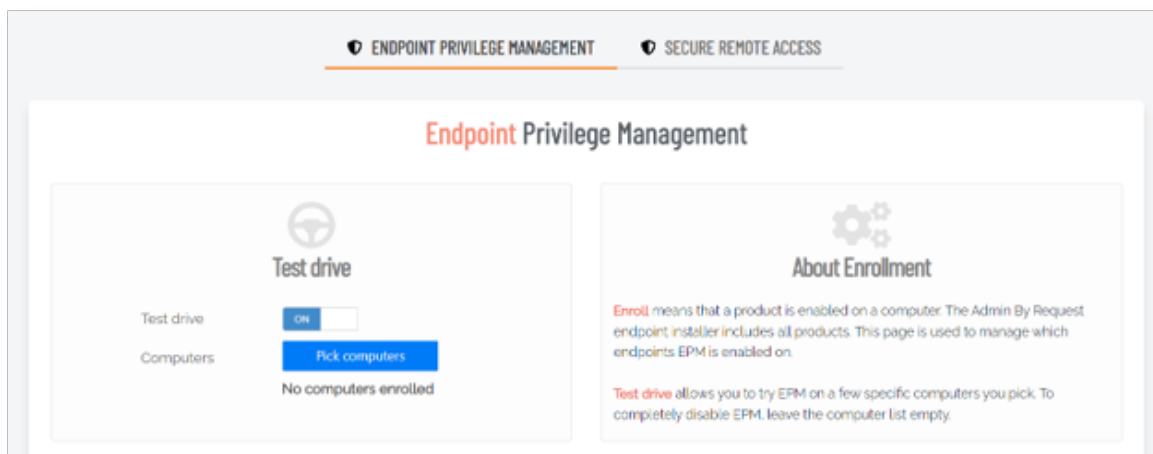 ENDPOINT PRIVILEGE MANAGEMENT
SECURE REMOTE ACCESS
Endpoint Privilege Management
Test drive
Test drive
ON
Computers
Pick computers
No computers enrolled
About Enrollment
Enroll means that a product is enabled on a computer. The Admin By Request
endpoint installer includes all products. This page is used to manage which
endpoints EPM is enabled on.
Test drive allows you to try EPM on a few specific computers you pick. To
completely disable EPM, leave the computer list empty.